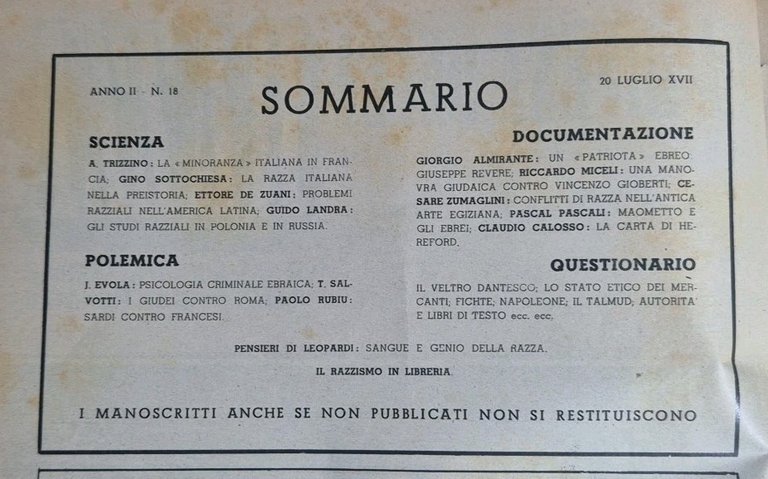 ANNO II - N. 18
SOMMARIO
20 LUGLIO XVII
SCIENZA
A. TRIZZINO: LA «MINORANZA» ITALIANA IN FRAN-
CIA; GINO SOTTOCHIESA: LA RAZZA ITALIANA
NELLA PREISTORIA; ETTORE DE ZUANI: PROBLEMI
RAZZIALI NELL'AMERICA LATINA; GUIDO LANDRA:
GLI STUDI RAZZIALI IN POLONIA E IN RUSSIA.
POLEMICA
J. EVOLA: PSICOLOGIA CRIMINALE EBRAICA; T. SAL-
VOTTI: I GIUDEI CONTRO ROMA; PAOLO RUBIU:
SARDI CONTRO FRANCESI.
DOCUMENTAZIONE
GIORGIO ALMIRANTE: UN «PATRIOTA» EBREO:
GIUSEPPE REVERE; RICCARDO MICELI: UNA MANO-
VRA GIUDAICA CONTRO VINCENZO GIOBERTI; CE-
SARE ZUMAGLINI: CONFLITTI DI RAZZA NELL'ANTICA
ARTE EGIZIANA; PASCAL PASCALI: MAOMETTO E
GLI EBREI; CLAUDIO CALOSSO: LA CARTA DI HE-
REFORD.
QUESTIONARIO
IL VELTRO DANTESCO; LO STATO ETICO DEI MER-
CANTI; FICHTE; NAPOLEONE; IL TALMUD; AUTORITA'
E LIBRI DI TESTO ecc. ecc.
PENSIERI DI LEOPARDI: SANGUE E GENIO DELLA RAZZA.
IL RAZZISMO IN LIBRERIA
I MANOSCRITTI ANCHE SE NON PUBBLICATI NON SI RESTITUISCONO